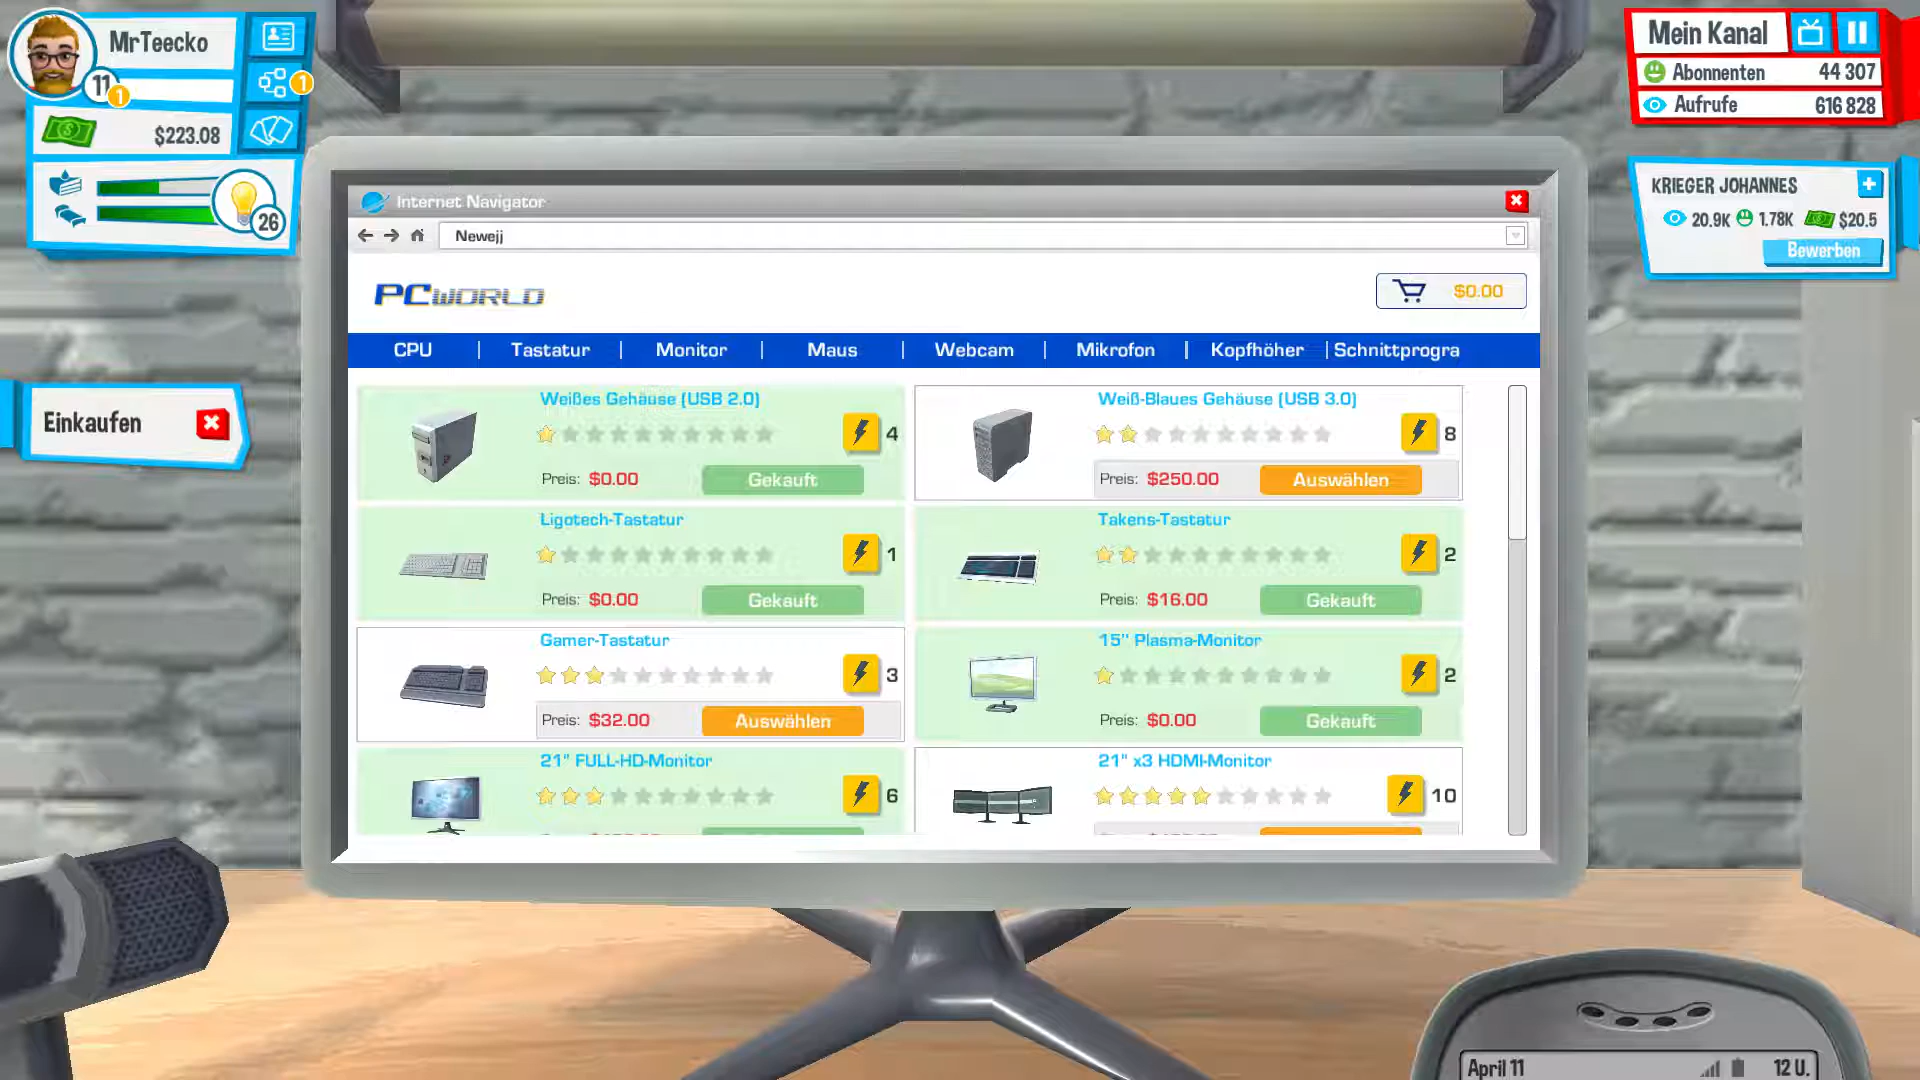 MrTeecko
11
1
1
$223.08
26
Mein Kanal
Abonnenten 44 307
Aufrufe 616 828
KRIEGER JOHANNES
20.9K 1.78K $20.5
Bewerben
Einkaufen
Internet Navigator
Newejj
PCWORLD
$0.00
CPU | Tastatur | Monitor | Maus | Webcam | Mikrofon | Kopfhöher | Schnittprogra
Weißes Gehäuse (USB 2.0)
4
Preis: $0.00 Gekauft
Weiß-Blaues Gehäuse (USB 3.0)
8
Preis: $250.00 Auswählen
Ligotech-Tastatur
1
Preis: $0.00 Gekauft
Takens-Tastatur
2
Preis: $16.00 Gekauft
Gamer-Tastatur
3
Preis: $32.00 Auswählen
15" Plasma-Monitor
2
Preis: $0.00 Gekauft
21" FULL-HD-Monitor
6
21" x3 HDMI-Monitor
10
April 11
12 U.